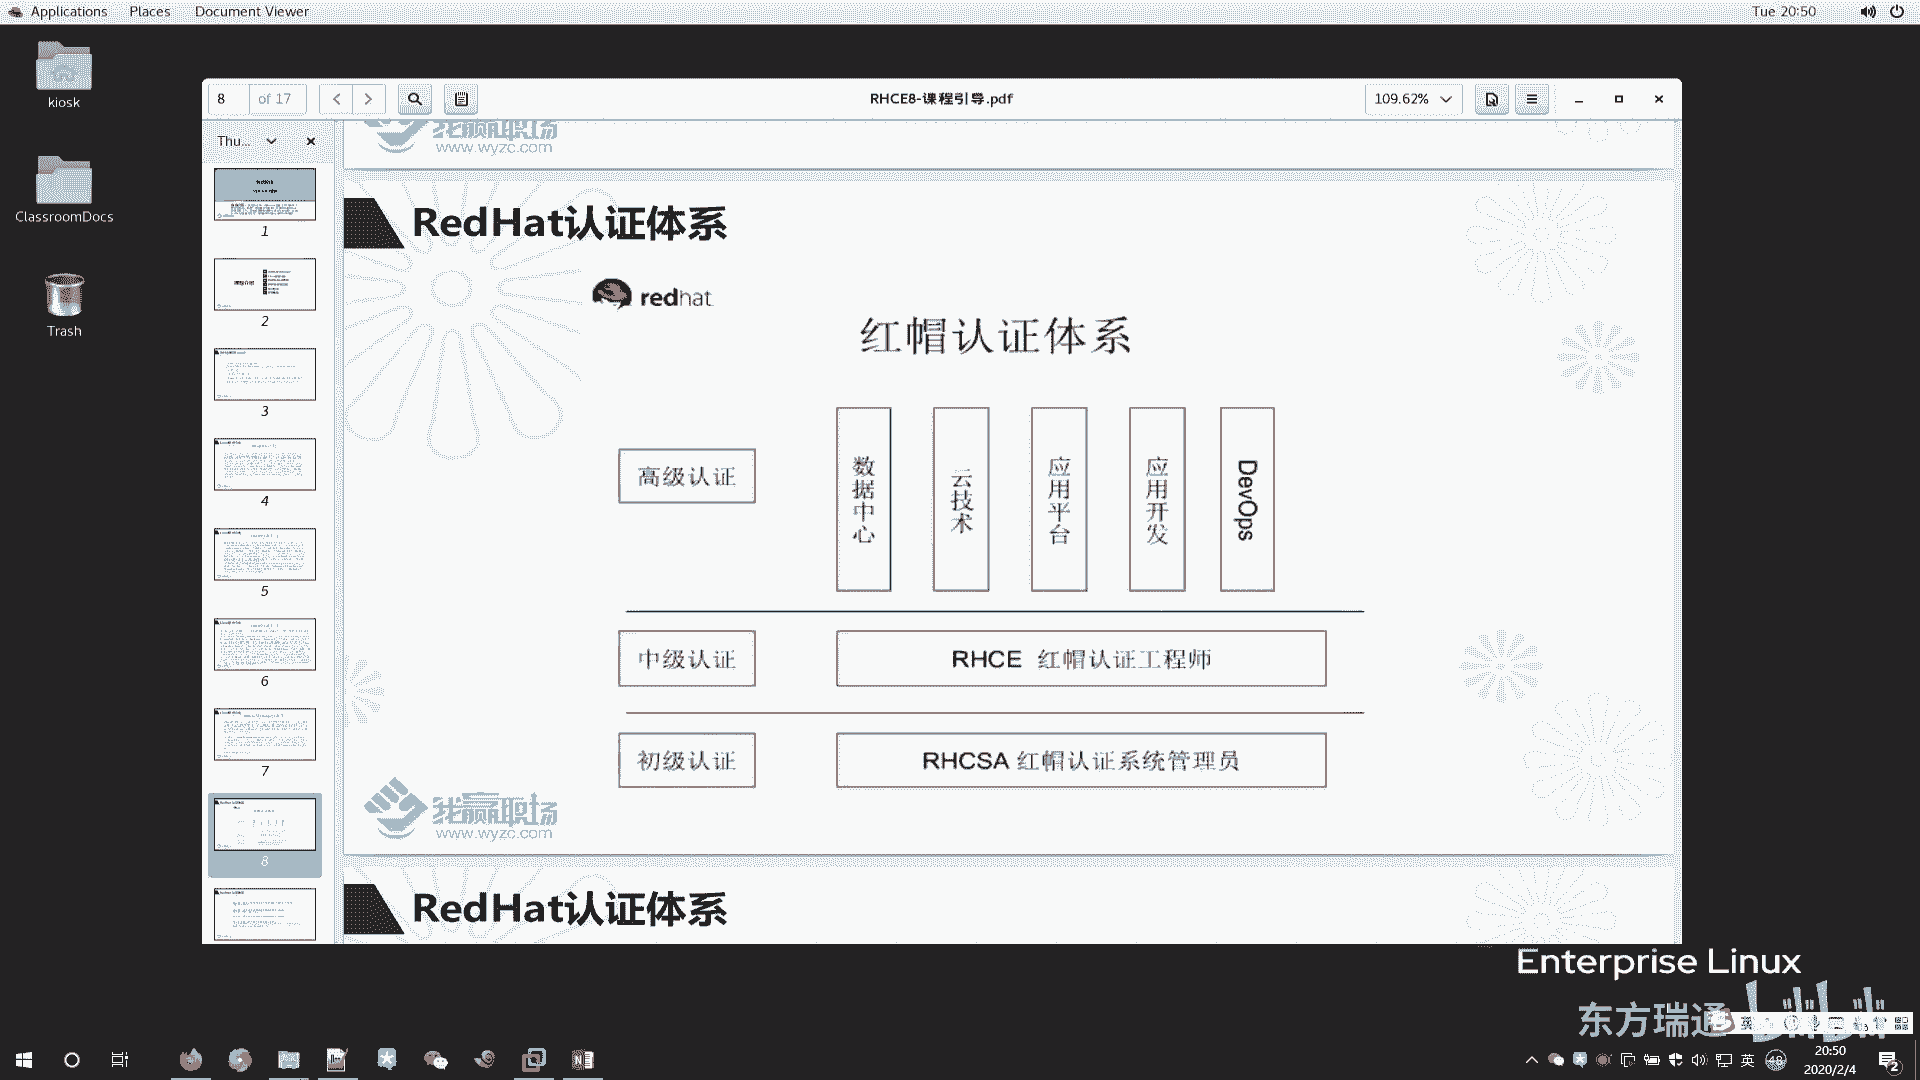 Applications Places Document Viewer Tue 20:50
kiosk
ClassroomDocs
Trash
8 of 17 RHCE8-课程引导.pdf 109.62%
Thu...
1
2
3
4
5
6
7
8
我赢职场
www.wyzc.com
RedHat认证体系
redhat
红帽认证体系
高级认证 数据中心 云技术 应用平台 应用开发 DevOps
中级认证 RHCE 红帽认证工程师
初级认证 RHCSA 红帽认证系统管理员
我赢职场
www.wyzc.com
RedHat认证体系
Enterprise Linux
东方瑞通
英
英 48 20:50
2020/2/4 2